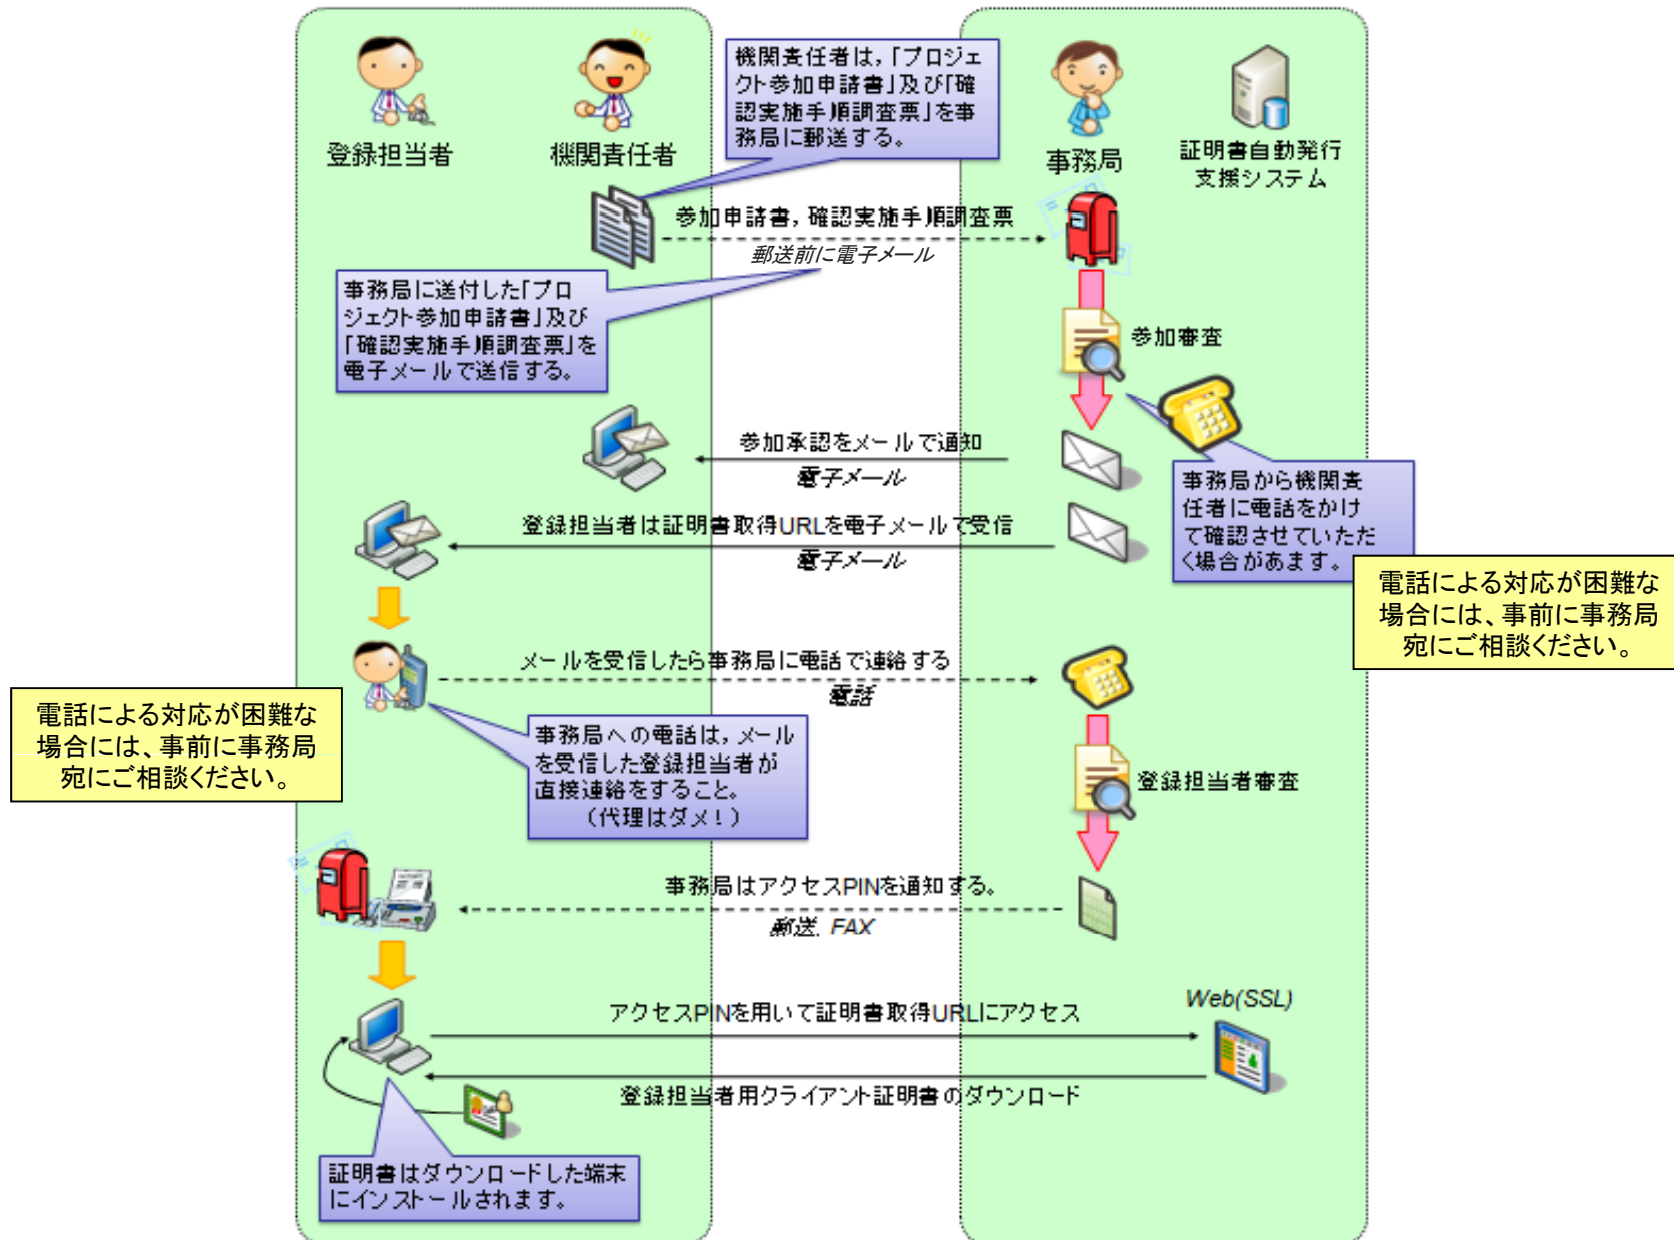 登録担当者
機関責任者
機関責任者は，「プロジェ
クト参加申請書」及び「確
認実施手順調査票」を事
務局に郵送する。
事務局
証明書自動発行
支援システム
参加申請書，確認実施手順調査票
郵送前に電子メール
事務局に送付した「プロ
ジェクト参加申請書」及び
「確認実施手順調査票」を
電子メールで送信する。
参加審査
参加承認をメールで通知
電子メール
事務局から機関責
任者に電話をかけ
て確認させていただ
く場合があます。
電話による対応が困難な
場合には、事前に事務局
宛にご相談ください。
登録担当者は証明書取得URLを電子メールで受信
電子メール
メールを受信したら事務局に電話で連絡する
電話
電話による対応が困難な
場合には、事前に事務局
宛にご相談ください。
事務局への電話は，メール
を受信した登録担当者が
直接連絡をすること。
（代理はダメ！）
登録担当者審査
事務局はアクセスPINを通知する。
郵送，FAX
アクセスPINを用いて証明書取得URLにアクセス
Web(SSL)
登録担当者用クライアント証明書のダウンロード
証明書はダウンロードした端末
にインストールされます。